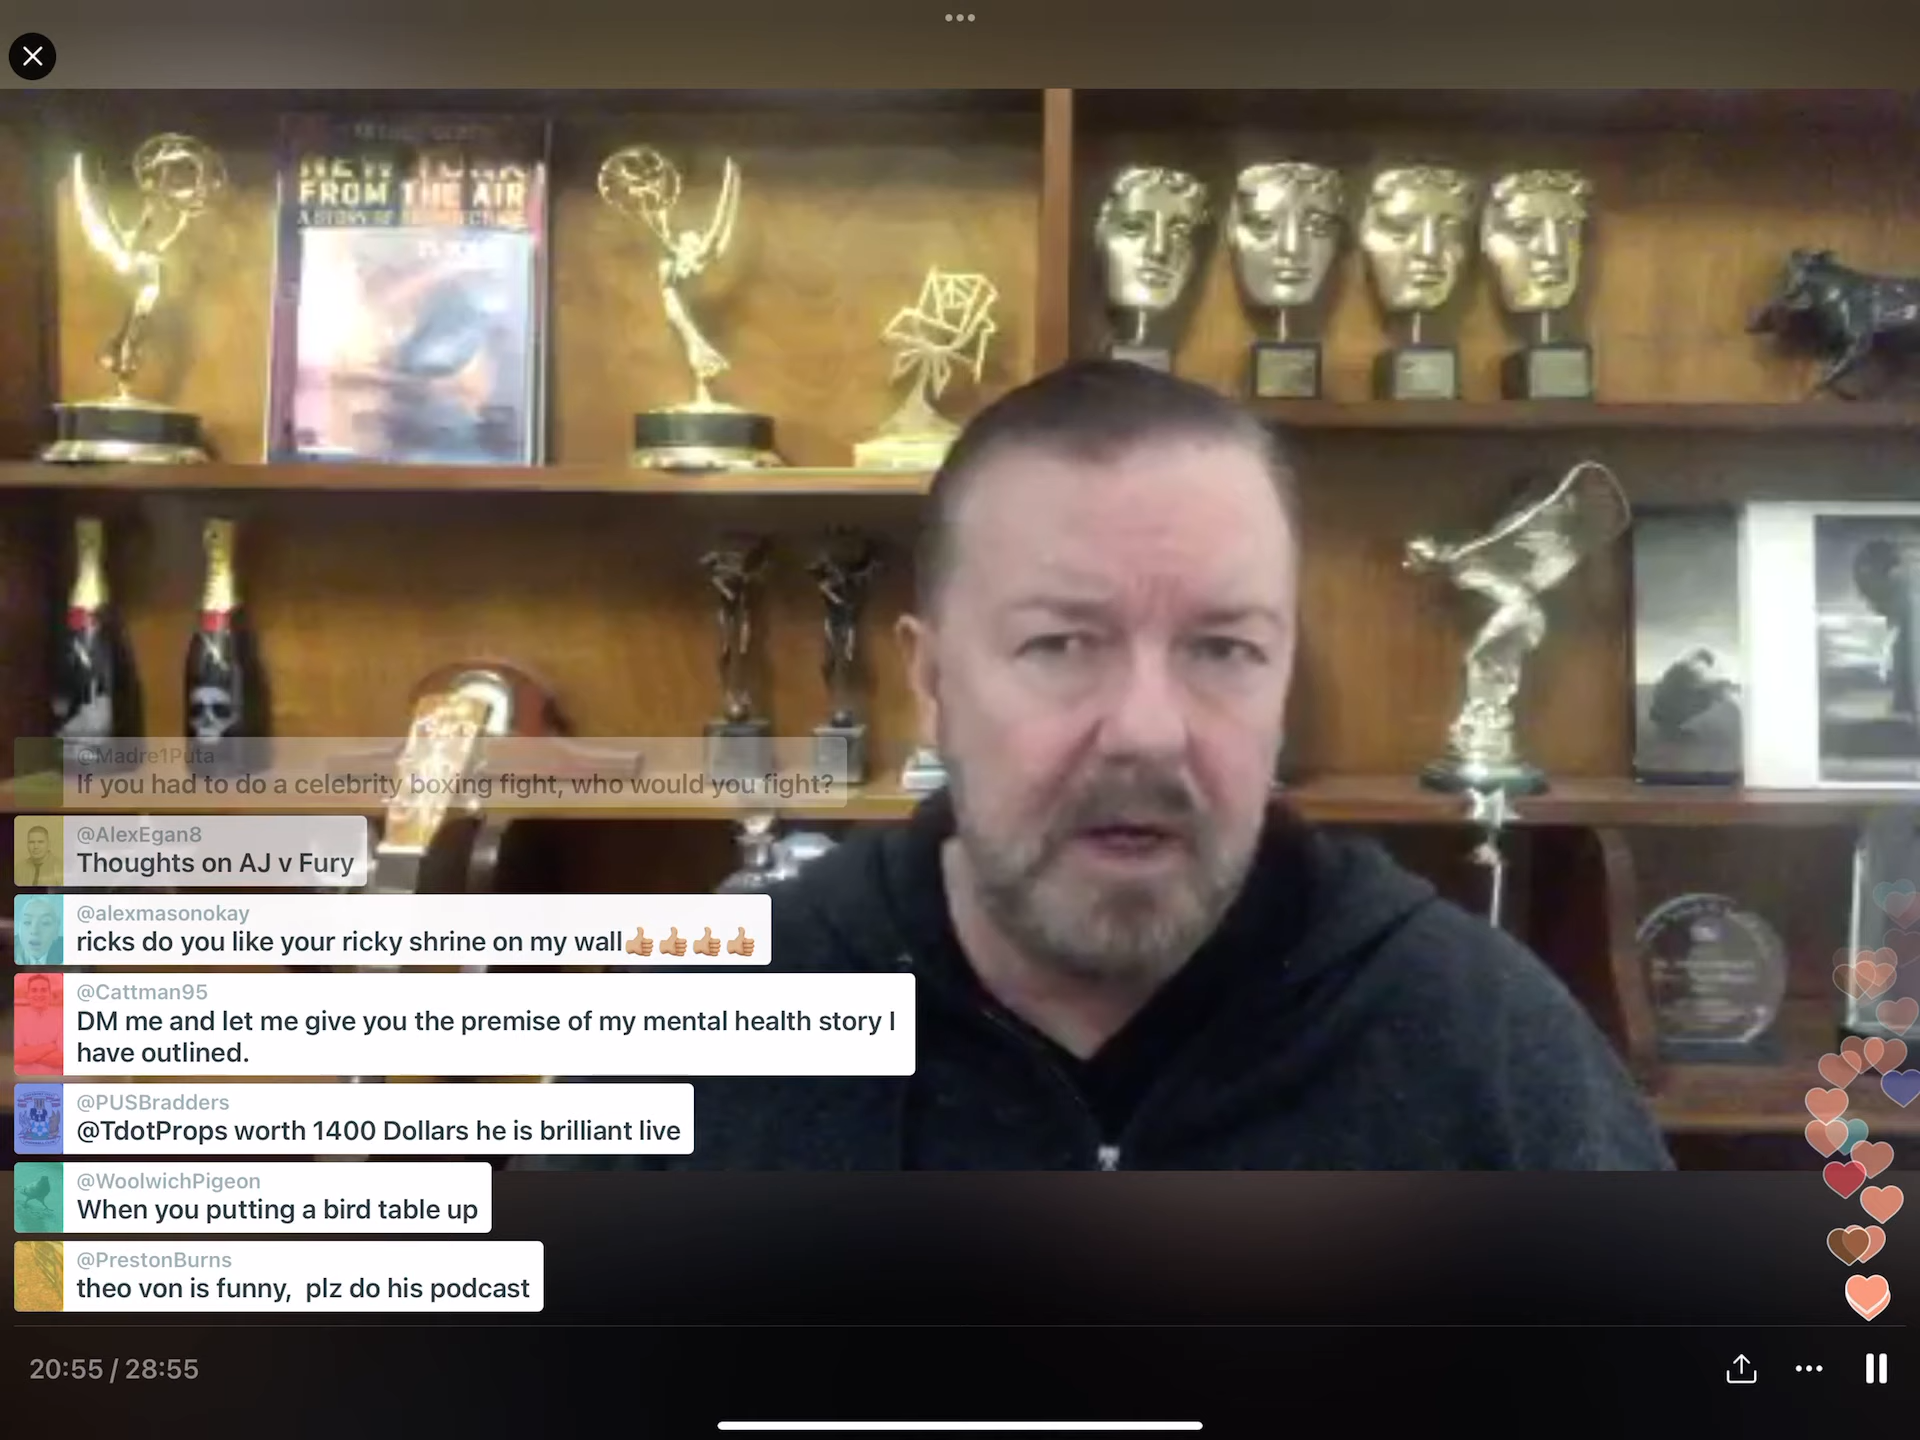 NEW YORK
FROM THE AIR
A STORY OF ARCHITECTURE
@Madre1Puta
If you had to do a celebrity boxing fight, who would you fight?
@AlexEgan8
Thoughts on AJ v Fury
@alexmasonokay
ricks do you like your ricky shrine on my wall👍🏼👍🏼👍🏼👍🏼
@Cattman95
DM me and let me give you the premise of my mental health story I
have outlined.
@PUSBradders
@TdotProps worth 1400 Dollars he is brilliant live
@WoolwichPigeon
When you putting a bird table up
@PrestonBurns
theo von is funny,  plz do his podcast
20:55 / 28:55